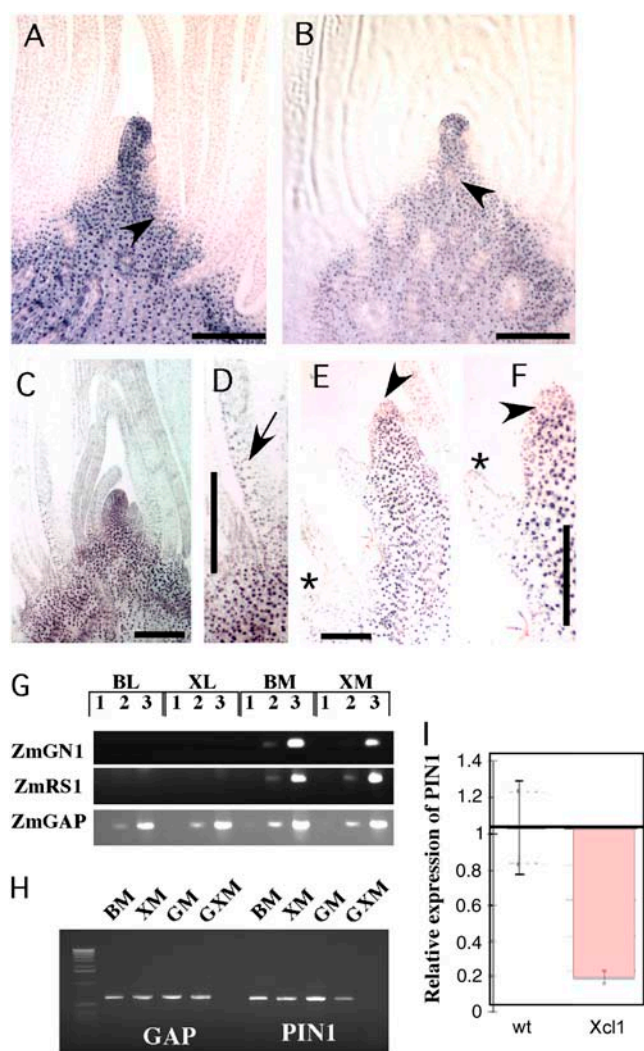 A
B
C
D
E
F
*
*
G
BL XL BM XM
1 2 3 1 2 3 1 2 3 1 2 3
ZmGN1
ZmRS1
ZmGAP
H
BM XM GM GXM BM XM GM GXM
GAP PIN1
I
Relative expression of PIN1
1.4
1.2
1
0.8
0.6
0.4
0.2
0
wt Xcl1